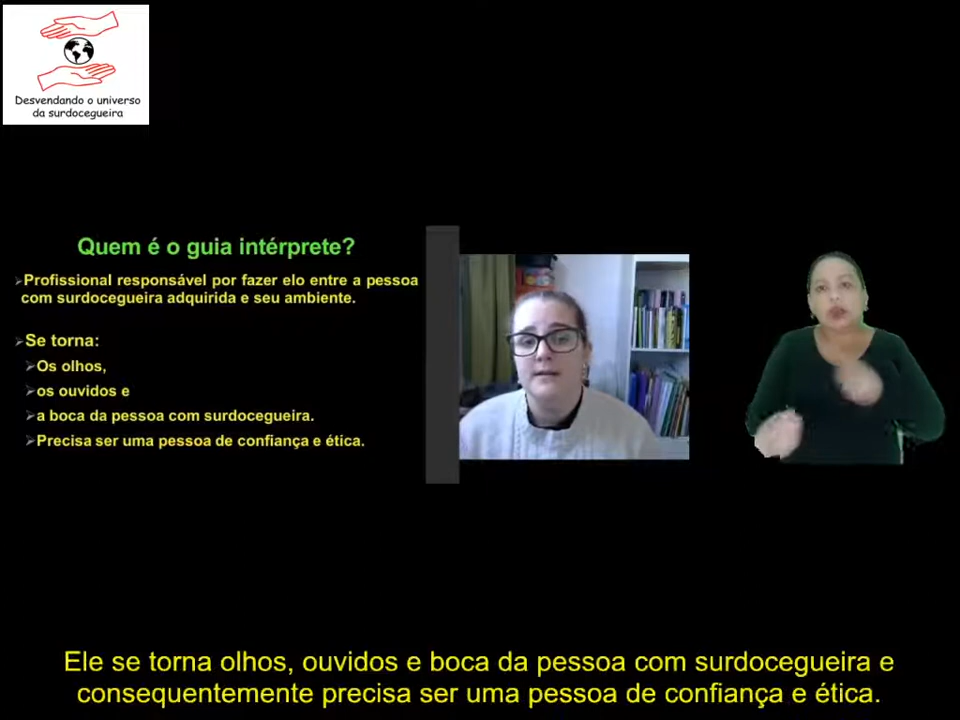 Desvendando o universo
da surdocegueira
Quem é o guia intérprete?
Profissional responsável por fazer elo entre a pessoa
com surdocegueira adquirida e seu ambiente.
Se torna:
Os olhos,
os ouvidos e
a boca da pessoa com surdocegueira.
Precisa ser uma pessoa de confiança e ética.
Ele se torna olhos, ouvidos e boca da pessoa com surdocegueira e
consequentemente precisa ser uma pessoa de confiança e ética.